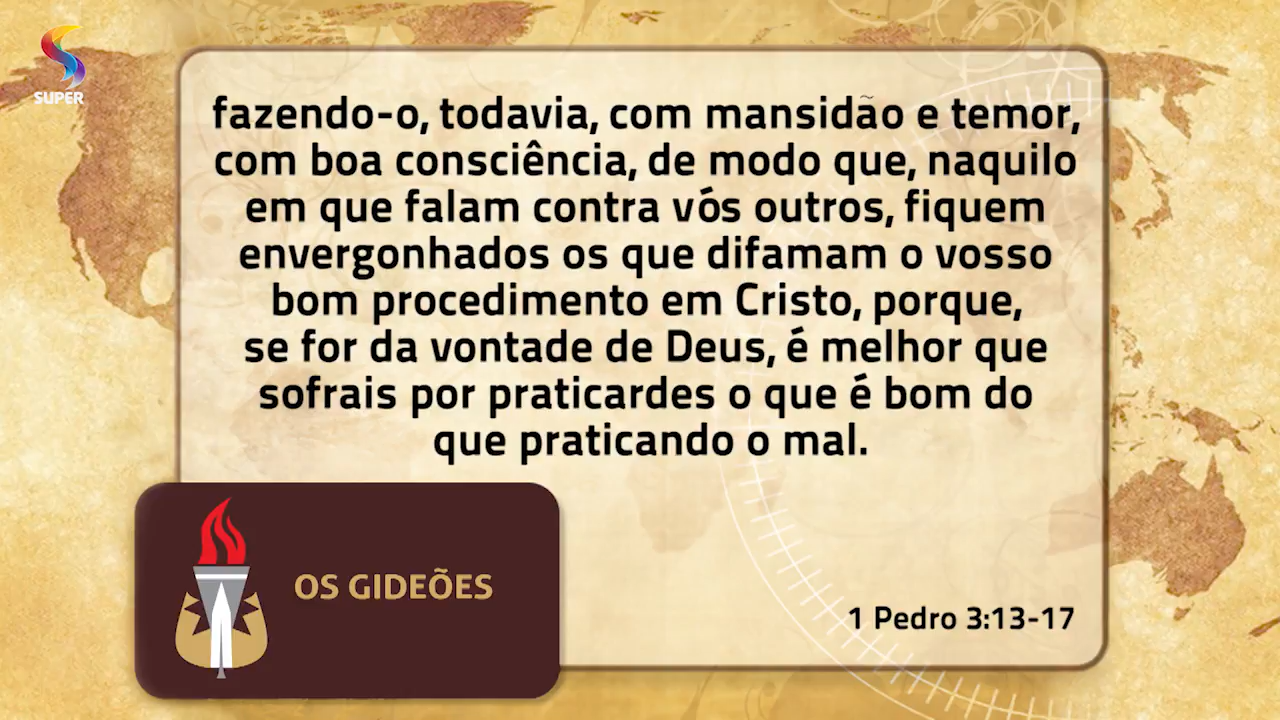 SUPER
fazendo-o, todavia, com mansidão e temor,
com boa consciência, de modo que, naquilo
em que falam contra vós outros, fiquem
envergonhados os que difamam o vosso
bom procedimento em Cristo, porque,
se for da vontade de Deus, é melhor que
sofrais por praticardes o que é bom do
que praticando o mal.
OS GIDEÕES
1 Pedro 3:13-17